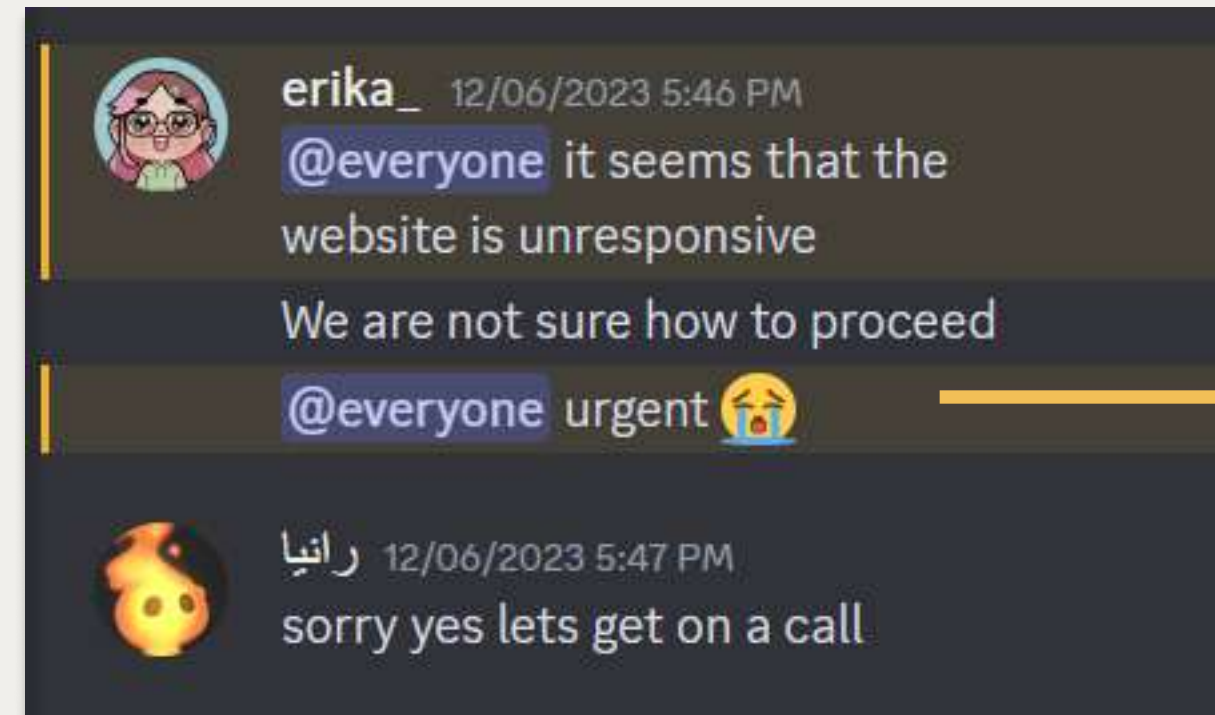 erika_ 12/06/2023 5:46 PM
@everyone it seems that the
website is unresponsive
We are not sure how to proceed
@everyone urgent 😭
رانيا 12/06/2023 5:47 PM
sorry yes lets get on a call